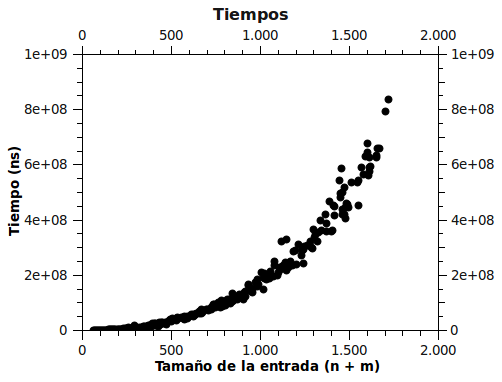 Tiempos
0 500 1.000 1.500 2.000
1e+09 1e+09
8e+08 8e+08
6e+08 6e+08
4e+08 4e+08
2e+08 2e+08
0 0
Tiempo (ns)
0 500 1.000 1.500 2.000
Tamaño de la entrada (n + m)